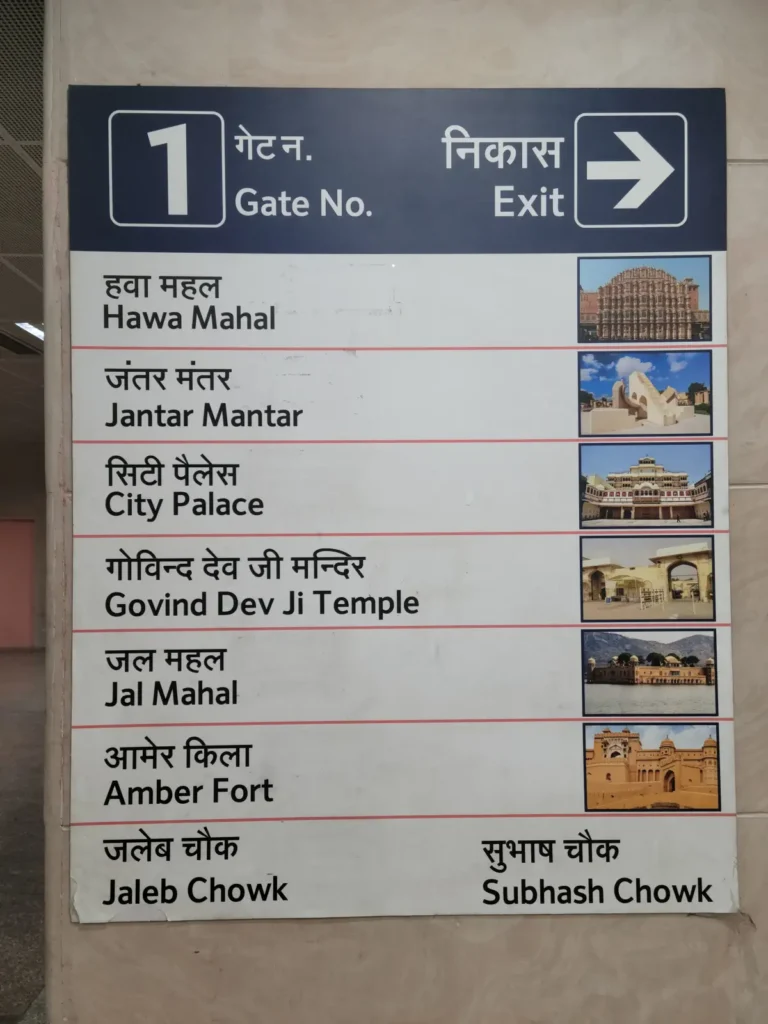 1 गेट न. निकास
Gate No. Exit
हवा महल
Hawa Mahal
जंतर मंतर
Jantar Mantar
सिटी पैलेस
City Palace
गोविन्द देव जी मन्दिर
Govind Dev Ji Temple
जल महल
Jal Mahal
आमेर किला
Amber Fort
जलेब चौक सुभाष चौक
Jaleb Chowk Subhash Chowk